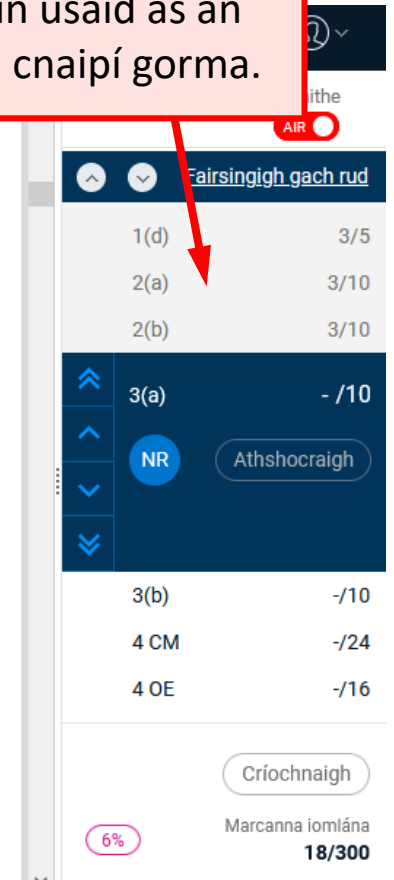 úsáid as an
cnaipí gorma.
AIR
Fairsingigh gach rud
1(d) 3/5
2(a) 3/10
2(b) 3/10
3(a) - /10
NR Athshocraigh
3(b) -/10
4 CM -/24
4 OE -/16
Críochnaigh
6% Marcanna iomlána
18/300